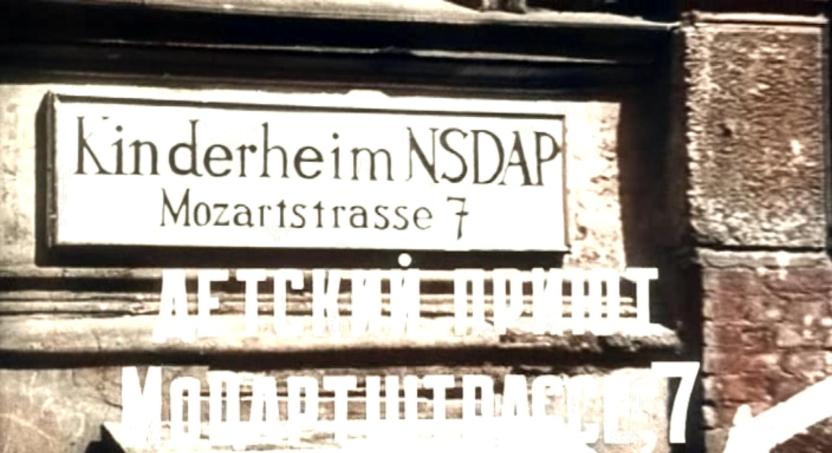 Kinderheim NSDAP
Mozartstrasse 7
ДЕТСКИЙ ПРИЮТ
МОЦАРТШТРАССЕ,7